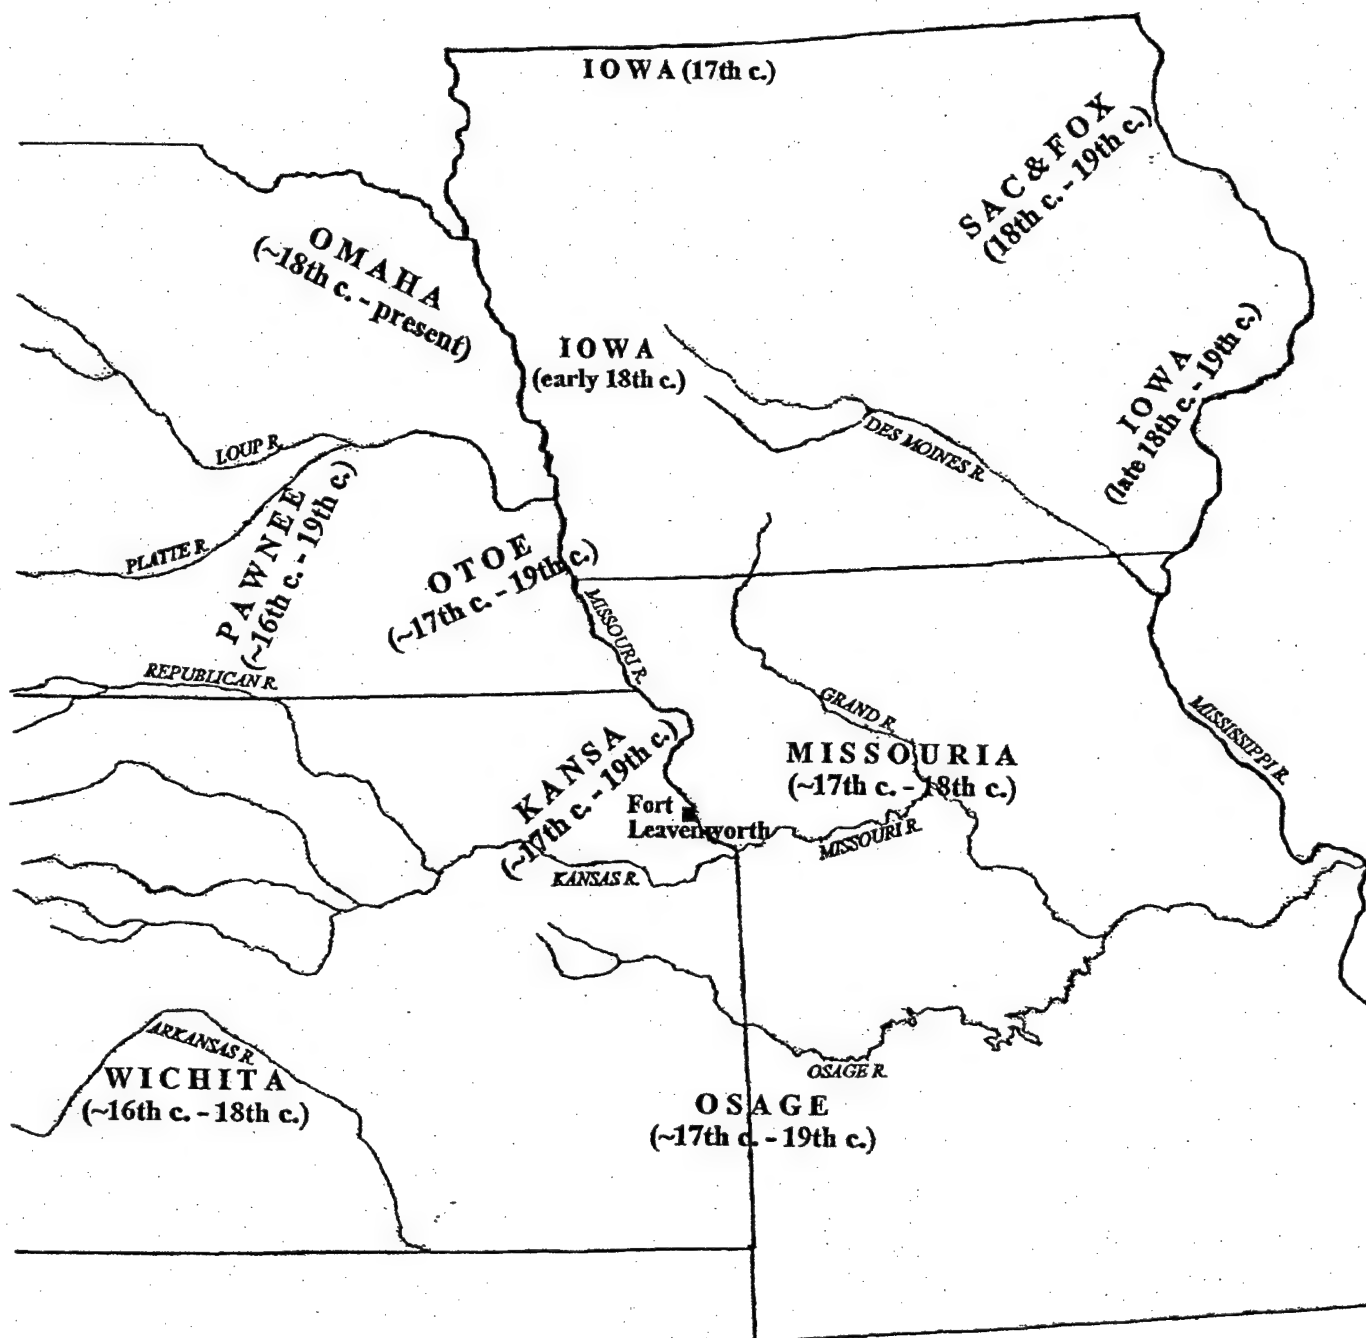 IOWA (17th c.)
SAC & FOX
(18th c. - 19th c.)
OMAHA
(~18th c. - present)
IOWA
(early 18th c.)
IOWA
(late 18th c. - 19th c.)
DES MOINES R.
LOUP R.
PLATTE R.
PAWNEE
(~16th c. - 19th c.)
OTOE
(~17th c. - 19th c.)
MISSOURI R.
REPUBLICAN R.
GRAND R.
MISSISSIPPI R.
KANSA
(~17th c. - 19th c.)
MISSOURIA
(~17th c. - 18th c.)
Fort
Leavenworth
MISSOURI R.
KANSAS R.
ARKANSAS R.
WICHITA
(~16th c. - 18th c.)
OSAGE R.
OSAGE
(~17th c. - 19th c.)